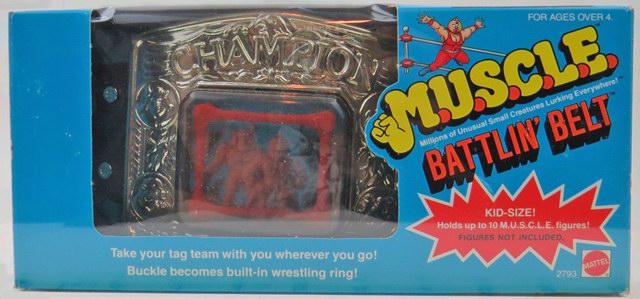 FOR AGES OVER 4.
CHAMPION
M.U.S.C.L.E.
Millions of Unusual Small Creatures Lurking Everywhere!™
BATTLIN' BELT
KID-SIZE!
Holds up to 10 M.U.S.C.L.E. figures!
FIGURES NOT INCLUDED.
Take your tag team with you wherever you go!
Buckle becomes built-in wrestling ring!
MATTEL
2793